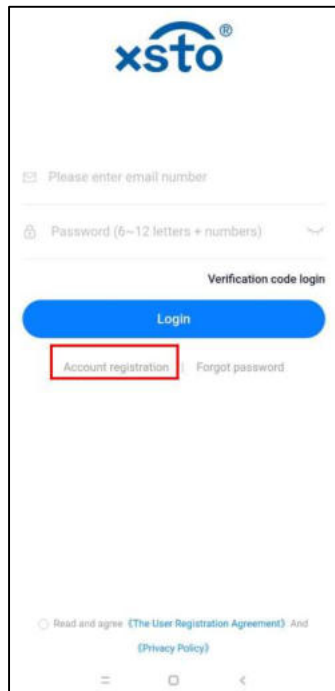 xsto®
Please enter email number
Password (6~12 letters + numbers)
Verification code login
Login
Account registration | Forgot password
Read and agree 《The User Registration Agreement》 And
《Privacy Policy》